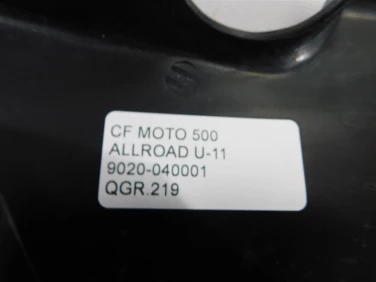 CF MOTO 500
ALLROAD U-11
9020-040001
QGR.219